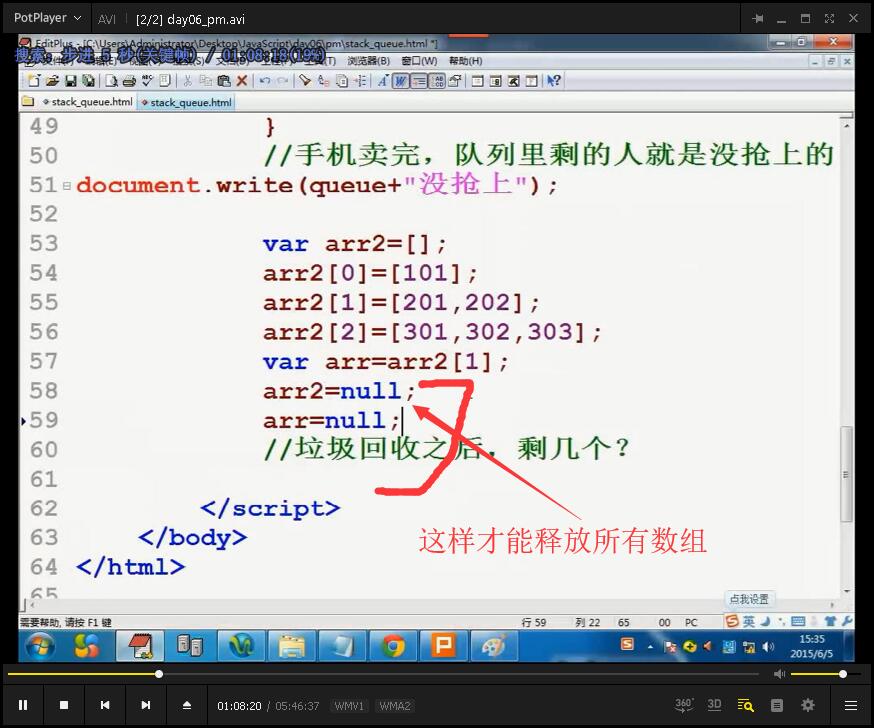 PotPlayer AVI [2/2] day06_pm.avi
EditPlus - [C:\Users\Administrator\Desktop\JavaScript\day06\pm\stack_queue.html *]
搜索: 步进 5 秒(关键帧) / 01:08:18(19%)
浏览器(B) 窗口(W) 帮助(H)
stack_queue.html stack_queue.html
49 }
50 //手机卖完，队列里剩的人就是没抢上的
51 document.write(queue+"没抢上");
52
53 var arr2=[];
54 arr2[0]=[101];
55 arr2[1]=[201,202];
56 arr2[2]=[301,302,303];
57 var arr=arr2[1];
58 arr2=null;
59 arr=null;
60 //垃圾回收之后，剩几个？
61
62 </script>
63 </body>
64 </html>
65
这样才能释放所有数组
点我设置
需要帮助, 请按 F1 键 行 59 列 22 65 00 PC
英
15:35
2015/6/5
01:08:20 / 05:46:37 WMV1 WMA2
360° 3D